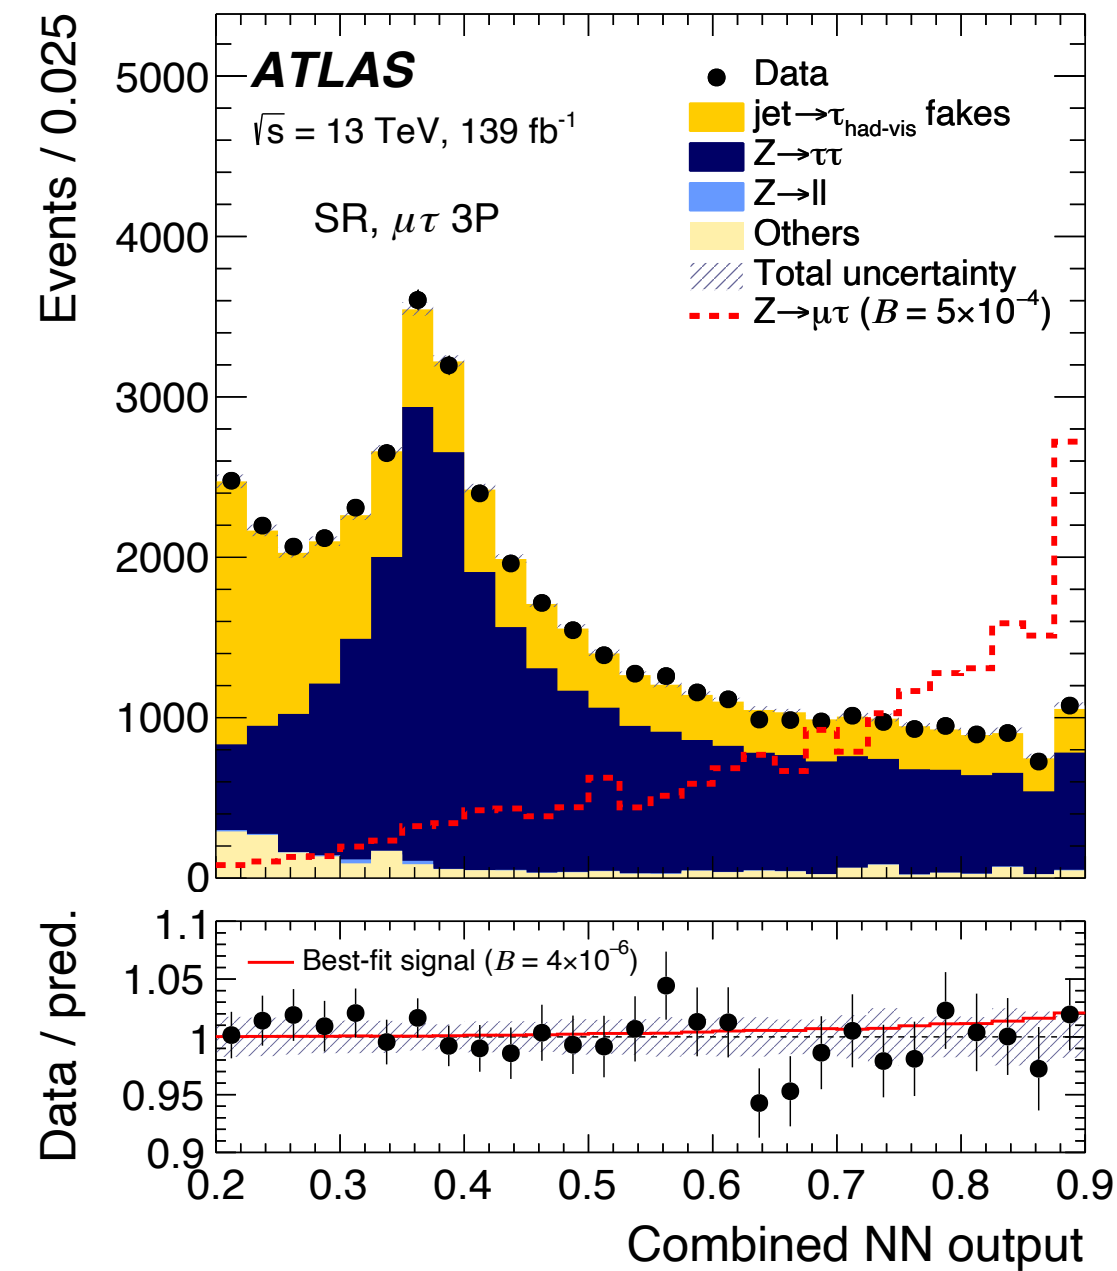 Events / 0.025
5000
4000
3000
2000
1000
0
ATLAS
√s = 13 TeV, 139 fb⁻¹
SR, μτ 3P
Data
jet→τhad-vis fakes
Z→ττ
Z→ll
Others
Total uncertainty
Z→μτ (B = 5×10⁻⁴)
Data / pred.
1.1
1.05
1
0.95
0.9
Best-fit signal (B = 4×10⁻⁶)
0.2 0.3 0.4 0.5 0.6 0.7 0.8 0.9
Combined NN output